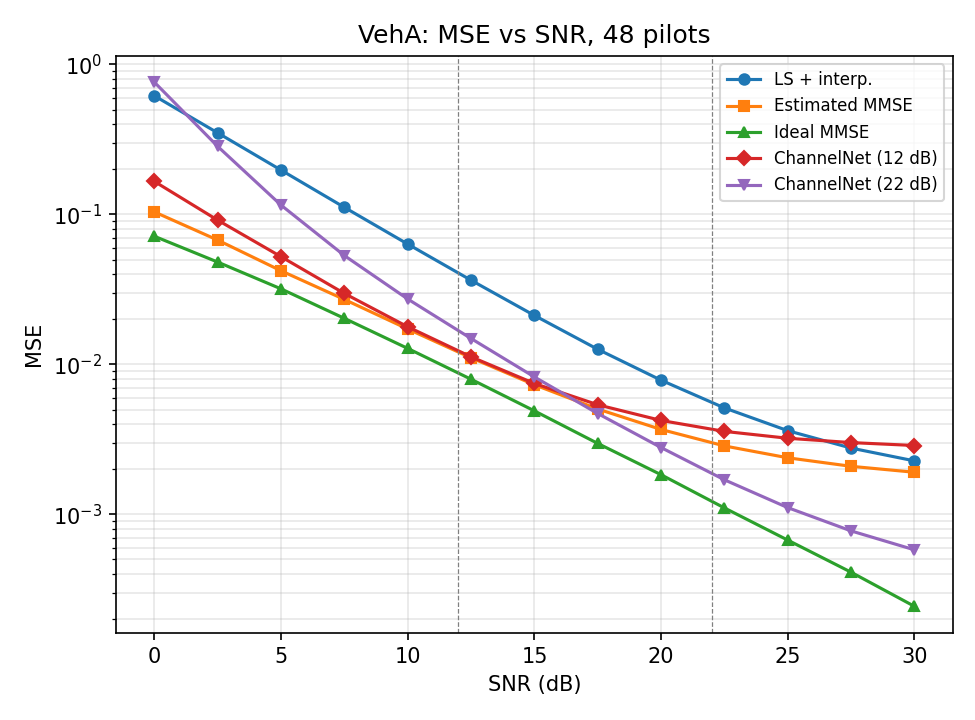 VehA: MSE vs SNR, 48 pilots
LS + interp.
Estimated MMSE
Ideal MMSE
ChannelNet (12 dB)
ChannelNet (22 dB)
MSE
10⁰
10⁻¹
10⁻²
10⁻³
0 5 10 15 20 25 30
SNR (dB)